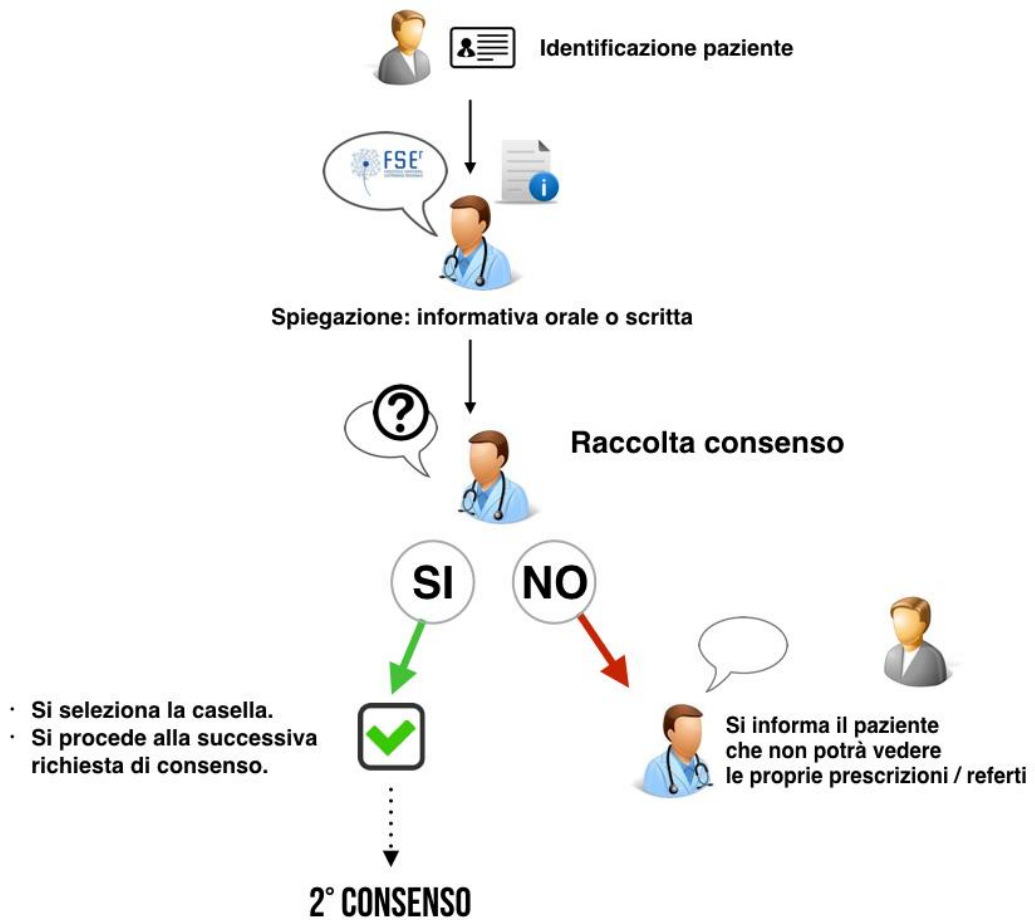 Identificazione paziente
FSEr
Spiegazione: informativa orale o scritta
?
Raccolta consenso
SI
NO
· Si seleziona la casella.
· Si procede alla successiva
richiesta di consenso.
Si informa il paziente
che non potrà vedere
le proprie prescrizioni / referti
2° CONSENSO